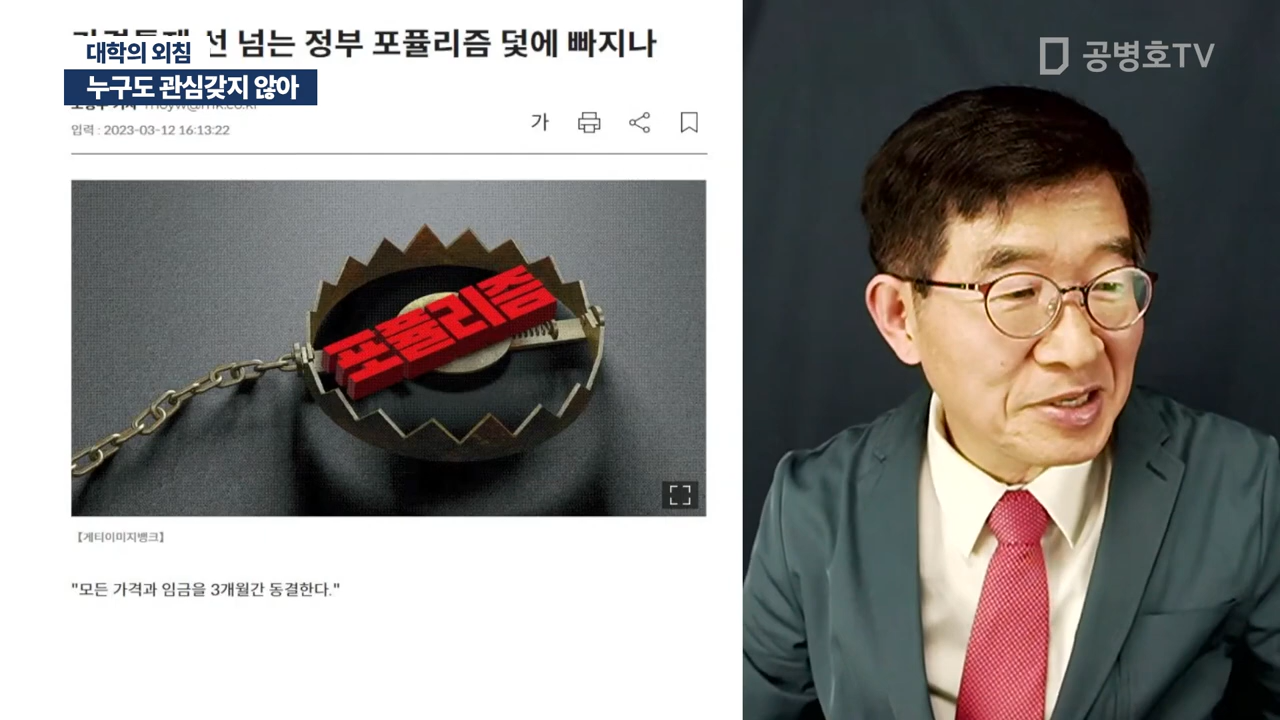 선 넘는 정부 포퓰리즘 덫에 빠지나
대학의 외침
누구도 관심갖지 않아
입력 : 2023-03-12 16:13:22
가
포퓰리즘
【게티이미지뱅크】
"모든 가격과 임금을 3개월간 동결한다."
공병호TV